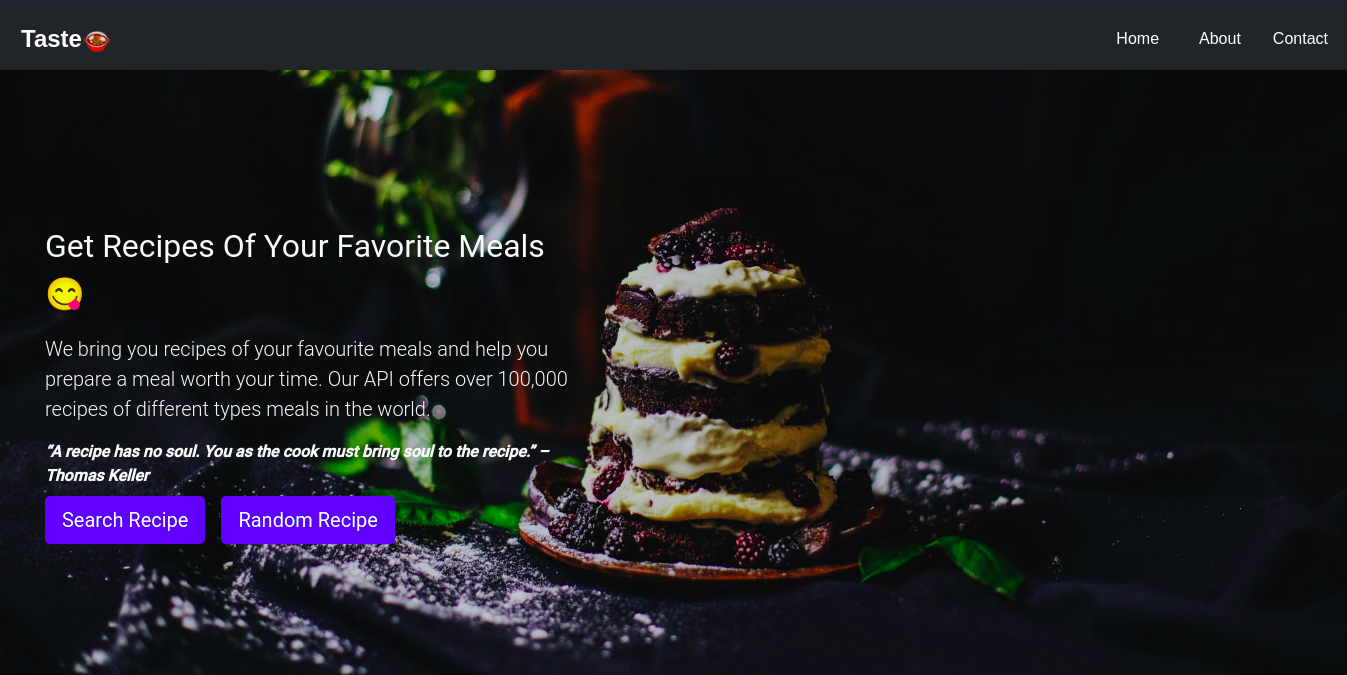 Taste
Home
About
Contact
Get Recipes Of Your Favorite Meals
We bring you recipes of your favourite meals and help you
prepare a meal worth your time. Our API offers over 100,000
recipes of different types meals in the world.
“A recipe has no soul. You as the cook must bring soul to the recipe.” –
Thomas Keller
Search Recipe
Random Recipe